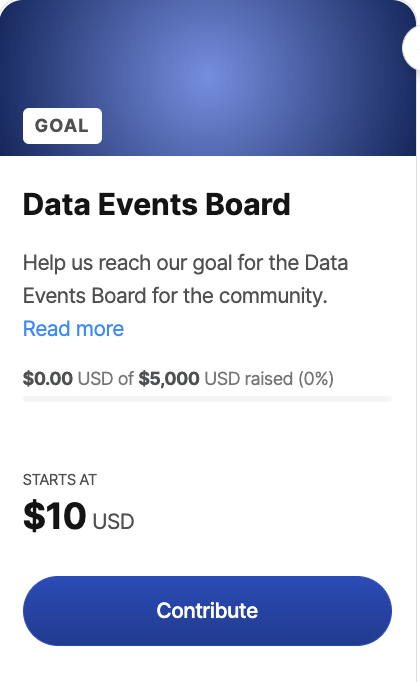 GOAL
Data Events Board
Help us reach our goal for the Data
Events Board for the community.
Read more
$0.00 USD of $5,000 USD raised (0%)
STARTS AT
$10 USD
Contribute